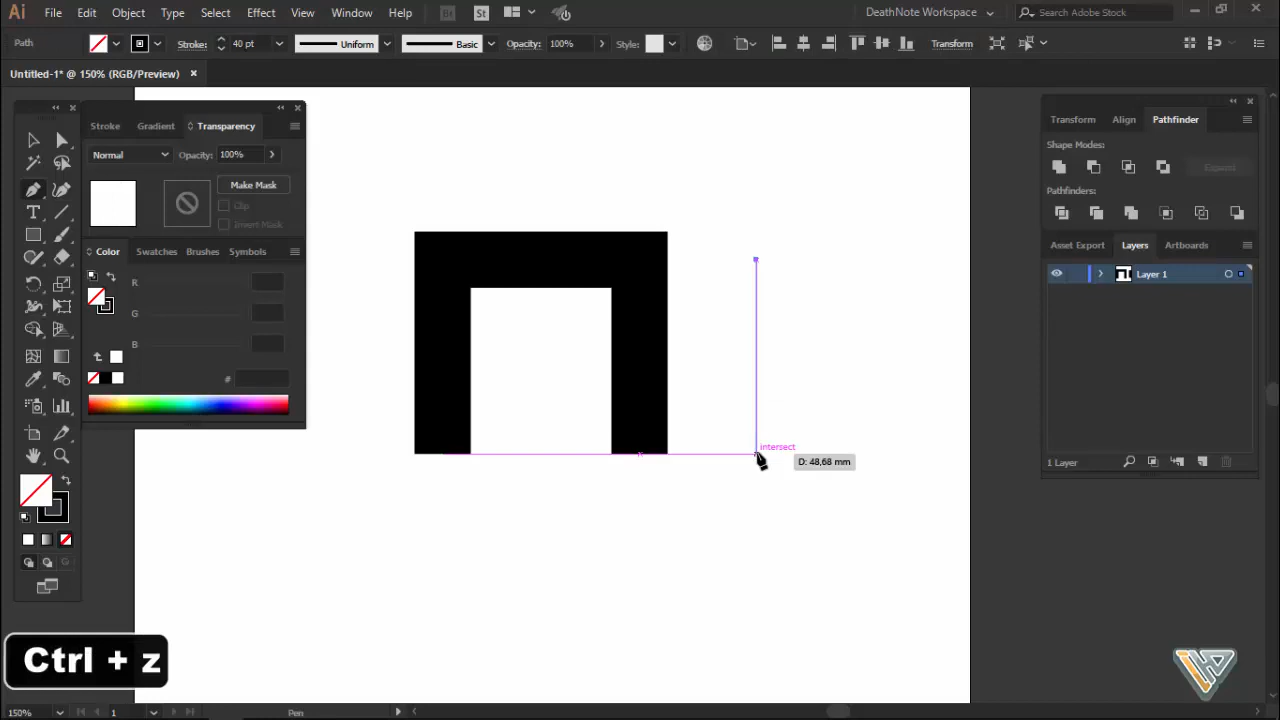 Ai File Edit Object Type Select Effect View Window Help Br St DeathNote Workspace Search Adobe Stock
Path Stroke: 40 pt Uniform Basic Opacity: 100% Style: Transform
Untitled-1* @ 150% (RGB/Preview)
Stroke Gradient Transparency
Normal Opacity: 100%
Make Mask
Clip
Invert Mask
Color Swatches Brushes Symbols
R
G
B
#
Transform Align Pathfinder
Shape Modes:
Expand
Pathfinders:
Asset Export Layers Artboards
Layer 1
1 Layer
intersect
D: 48,68 mm
Ctrl + z
150% 1 Pen